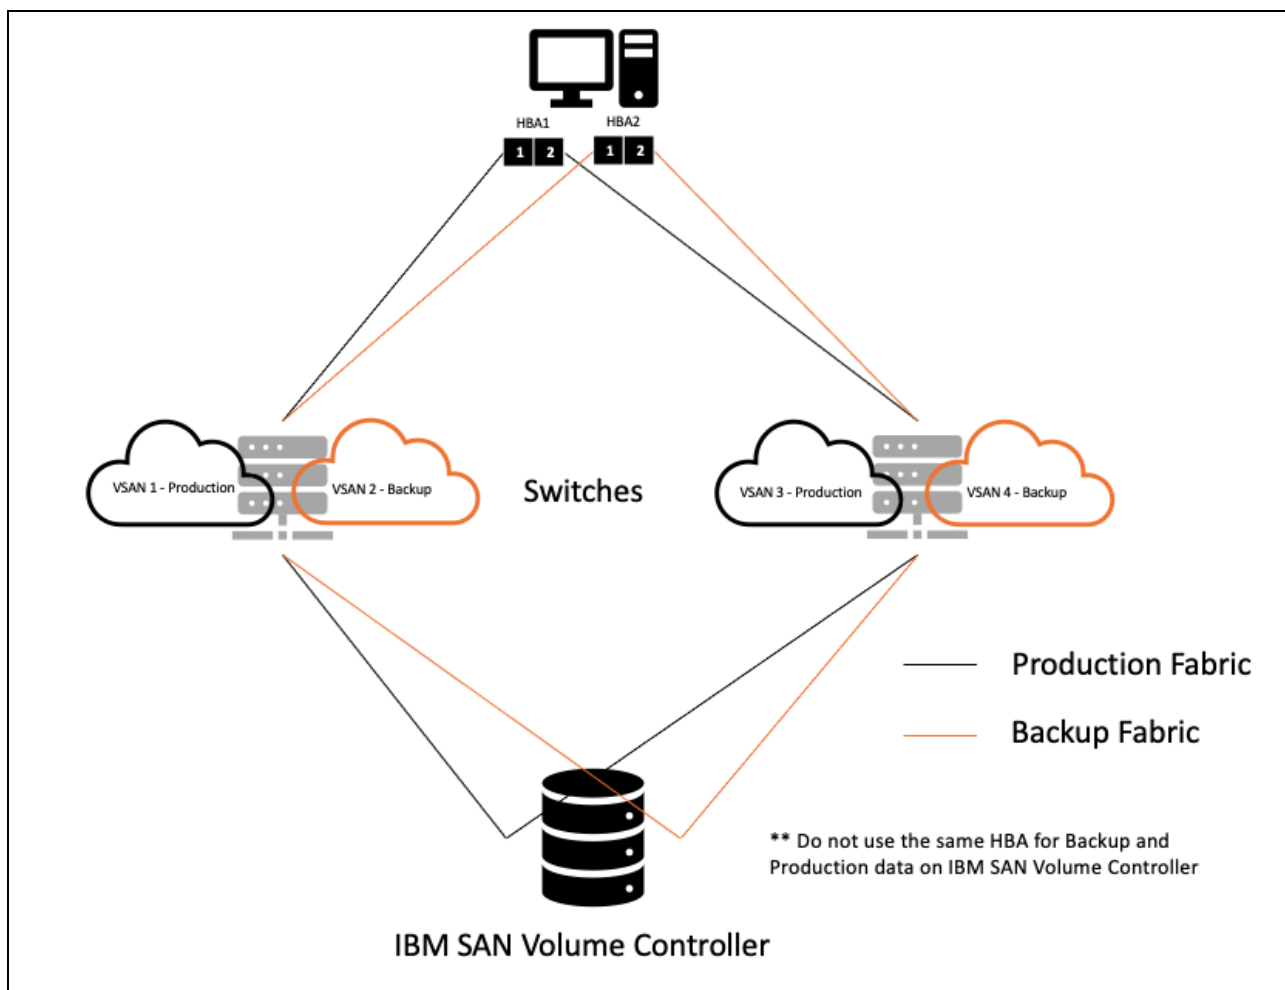 HBA1
HBA2
1 2
1 2
VSAN 1 - Production
VSAN 2 - Backup
Switches
VSAN 3 - Production
VSAN 4 - Backup
Production Fabric
Backup Fabric
** Do not use the same HBA for Backup and
Production data on IBM SAN Volume Controller
IBM SAN Volume Controller